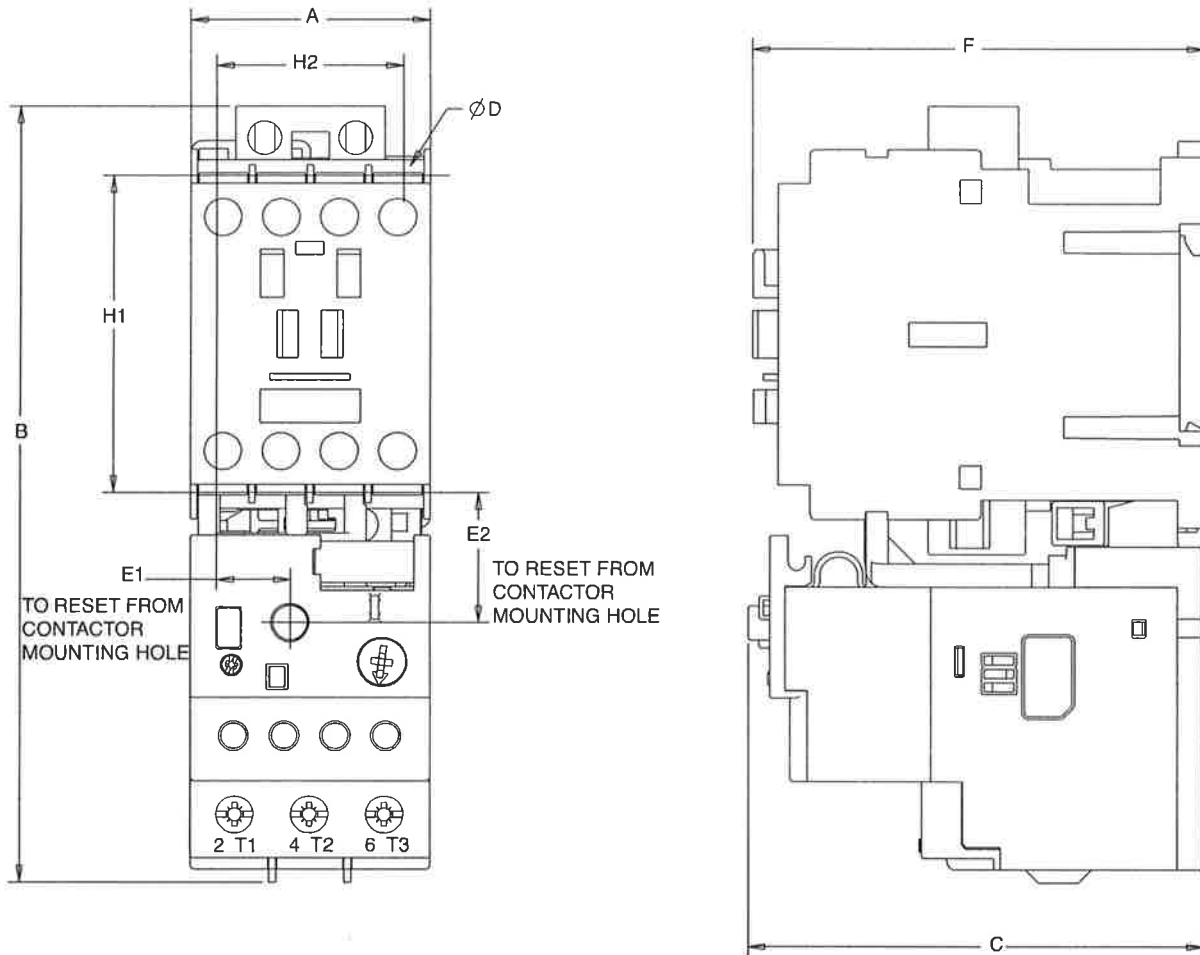 A
H2
ØD
H1
B
E1
TO RESET FROM
CONTACTOR
MOUNTING HOLE
E2
TO RESET FROM
CONTACTOR
MOUNTING HOLE
2 T1 4 T2 6 T3
F
C